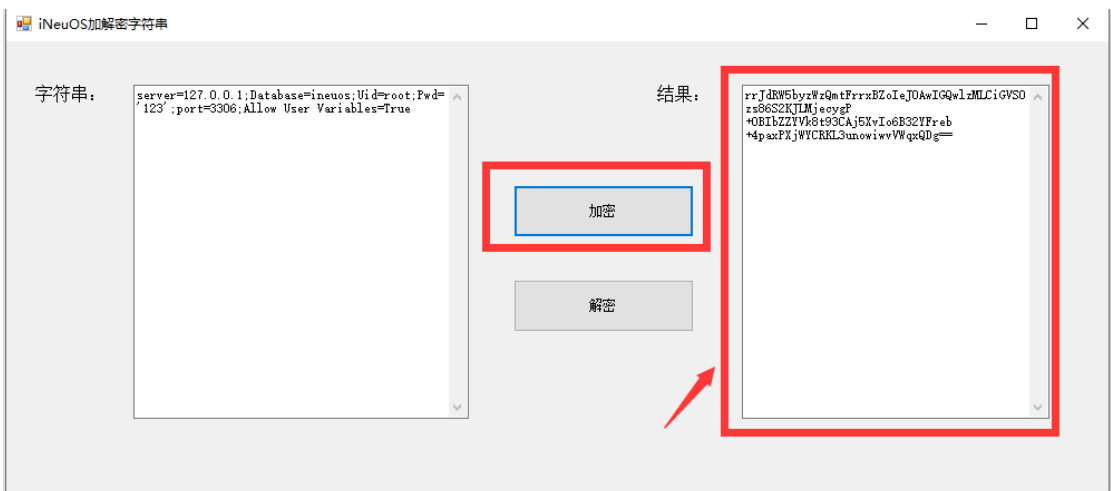 iNeuOS加解密字符串
字符串：
server=127.0.0.1;Database=ineuos;Uid=root;Pwd=
'123';port=3306;Allow User Variables=True
加密
解密
结果：
rrJdRW5byzWzQmtFrrxBZoIeJOAwIGQwlzMLCiGVSO
zs86S2KJLMjecygP
+OBIbZZYVk8t93CAj5XvIo6B32YFreb
+4paxPXjWYCRKL3unowiwvVWqxQDg==